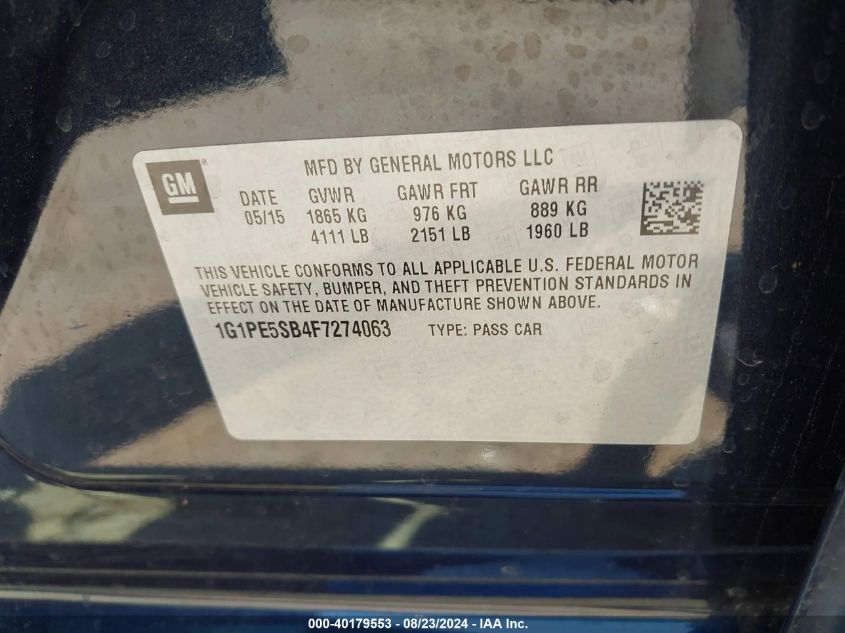 GM
MFD BY GENERAL MOTORS LLC
DATE GVWR GAWR FRT GAWR RR
05/15 1865 KG 976 KG 889 KG
4111 LB 2151 LB 1960 LB
THIS VEHICLE CONFORMS TO ALL APPLICABLE U.S. FEDERAL MOTOR
VEHICLE SAFETY, BUMPER, AND THEFT PREVENTION STANDARDS IN
EFFECT ON THE DATE OF MANUFACTURE SHOWN ABOVE.
1G1PE5SB4F7274063 TYPE: PASS CAR
000-40179553 - 08/23/2024 - IAA Inc.